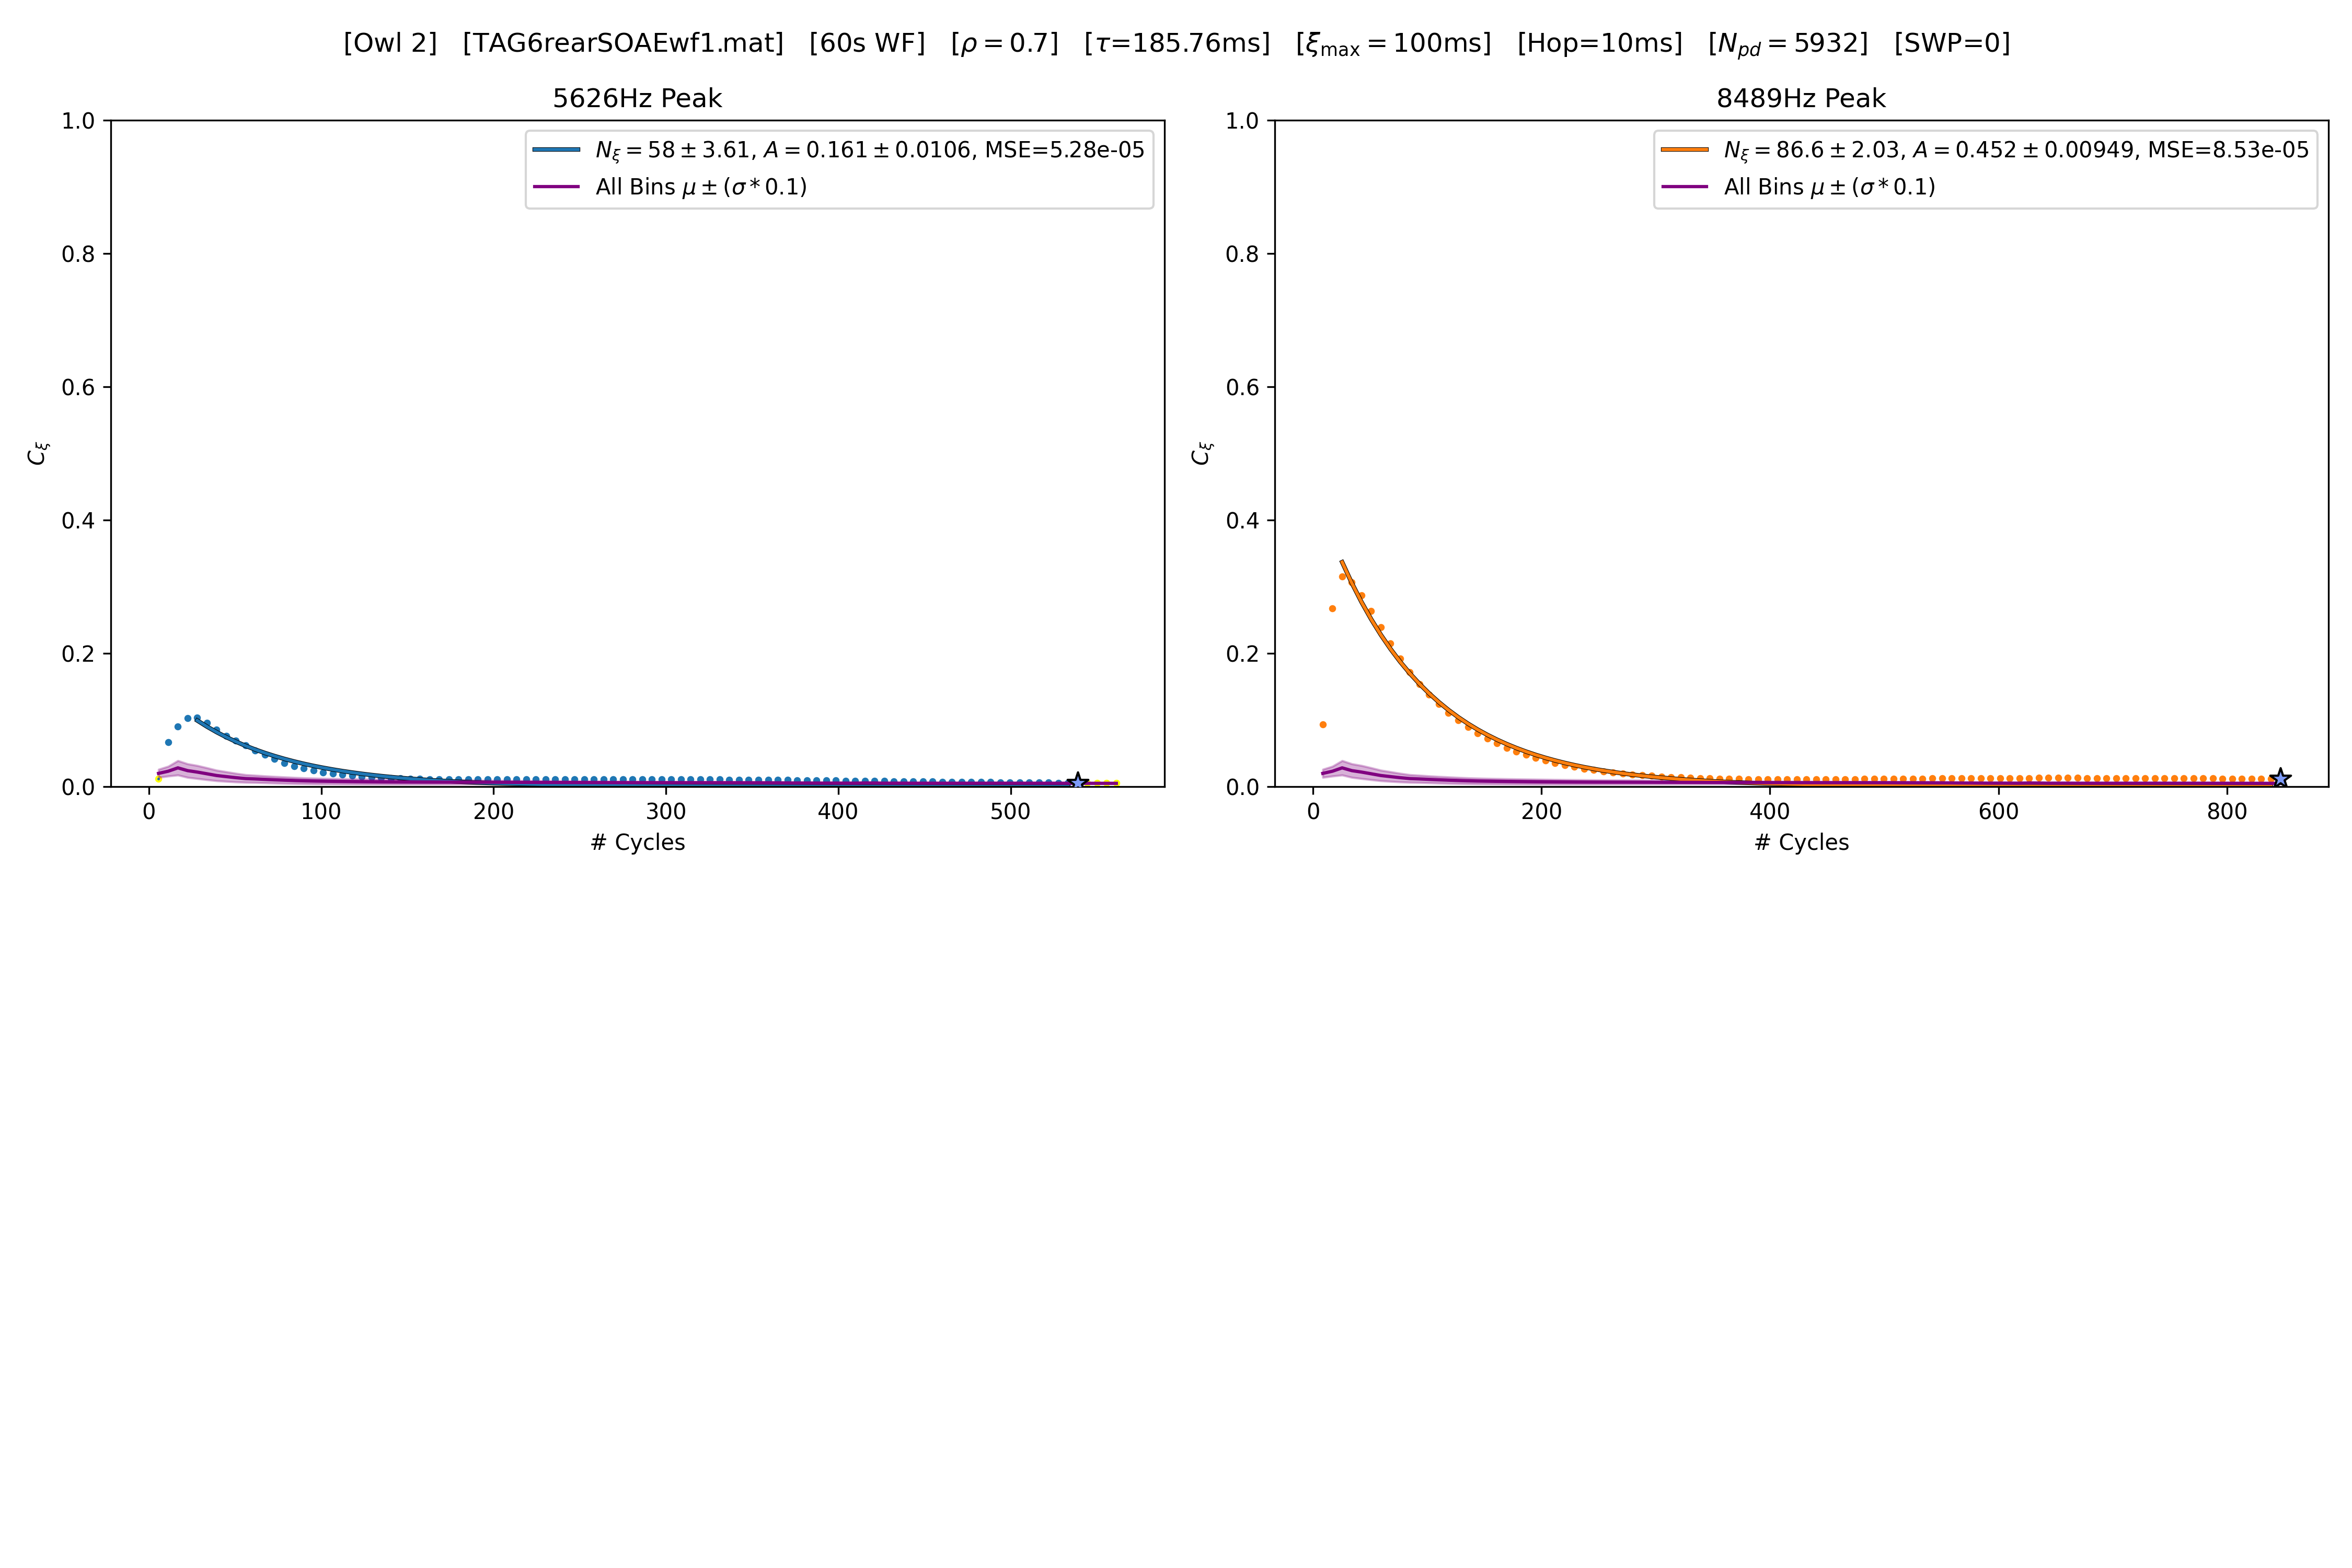 [Owl 2] [TAG6rearSOAEwf1.mat] [60s WF] [ρ = 0.7] [τ=185.76ms] [ξmax = 100ms] [Hop=10ms] [Npd = 5932] [SWP=0]
5626Hz Peak
Nξ = 58 ± 3.61, A = 0.161 ± 0.0106, MSE=5.28e-05
All Bins μ ± (σ * 0.1)
1.0
0.8
0.6
0.4
0.2
0.0
Cξ
0 100 200 300 400 500
# Cycles
8489Hz Peak
Nξ = 86.6 ± 2.03, A = 0.452 ± 0.00949, MSE=8.53e-05
All Bins μ ± (σ * 0.1)
1.0
0.8
0.6
0.4
0.2
0.0
Cξ
0 200 400 600 800
# Cycles